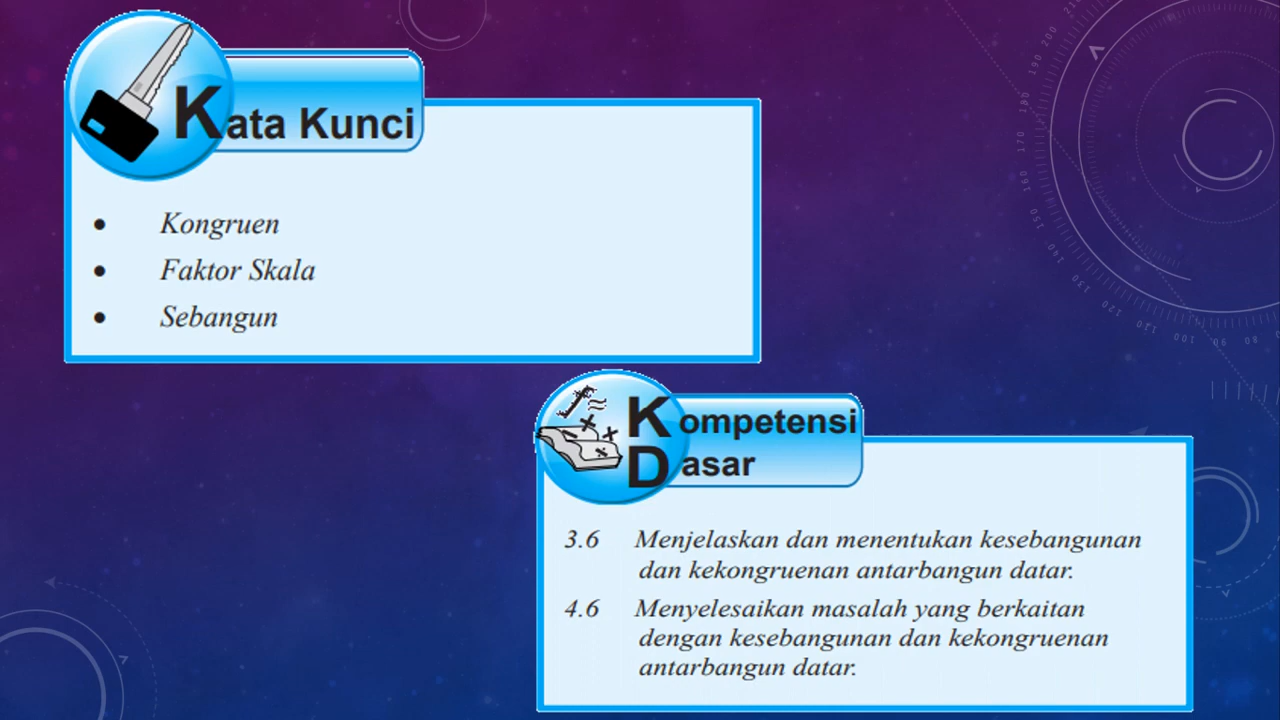 Kata Kunci
• Kongruen
• Faktor Skala
• Sebangun
Kompetensi
Dasar
3.6 Menjelaskan dan menentukan kesebangunan
dan kekongruenan antarbangun datar.
4.6 Menyelesaikan masalah yang berkaitan
dengan kesebangunan dan kekongruenan
antarbangun datar.